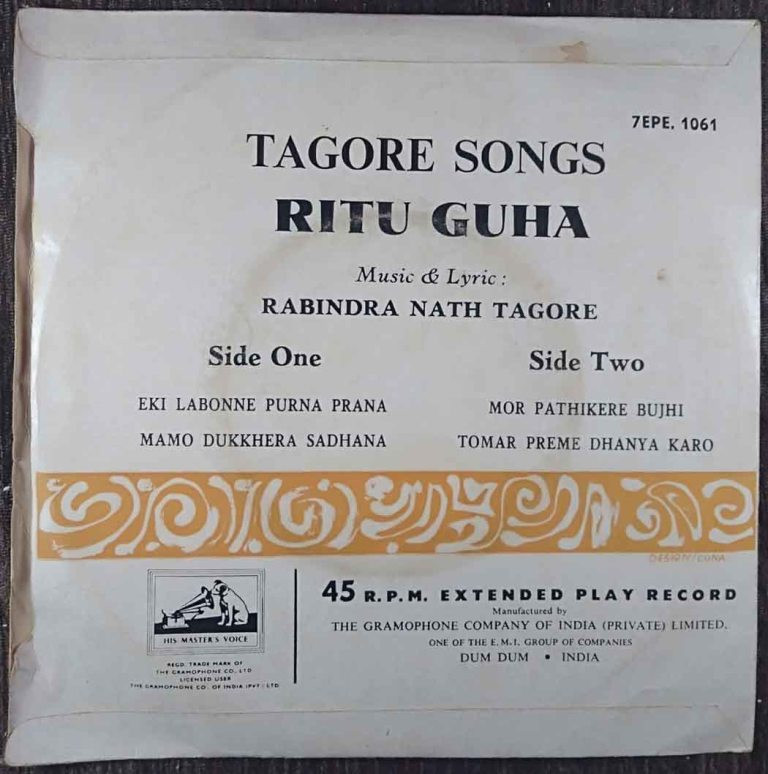 7EPE. 1061
TAGORE SONGS
RITU GUHA
Music & Lyric :
RABINDRA NATH TAGORE
Side One
EKI LABONNE PURNA PRANA
MAMO DUKKHERA SADHANA
Side Two
MOR PATHIKERE BUJHI
TOMAR PREME DHANYA KARO
HIS MASTER'S VOICE
REGD. TRADE MARK OF
THE GRAMOPHONE CO., LTD
LICENSED USER
THE GRAMOPHONE CO. OF INDIA (PVT) LTD
45 R.P.M. EXTENDED PLAY RECORD
Manufactured by
THE GRAMOPHONE COMPANY OF INDIA (PRIVATE) LIMITED.
ONE OF THE E.M.I. GROUP OF COMPANIES
DUM DUM • INDIA